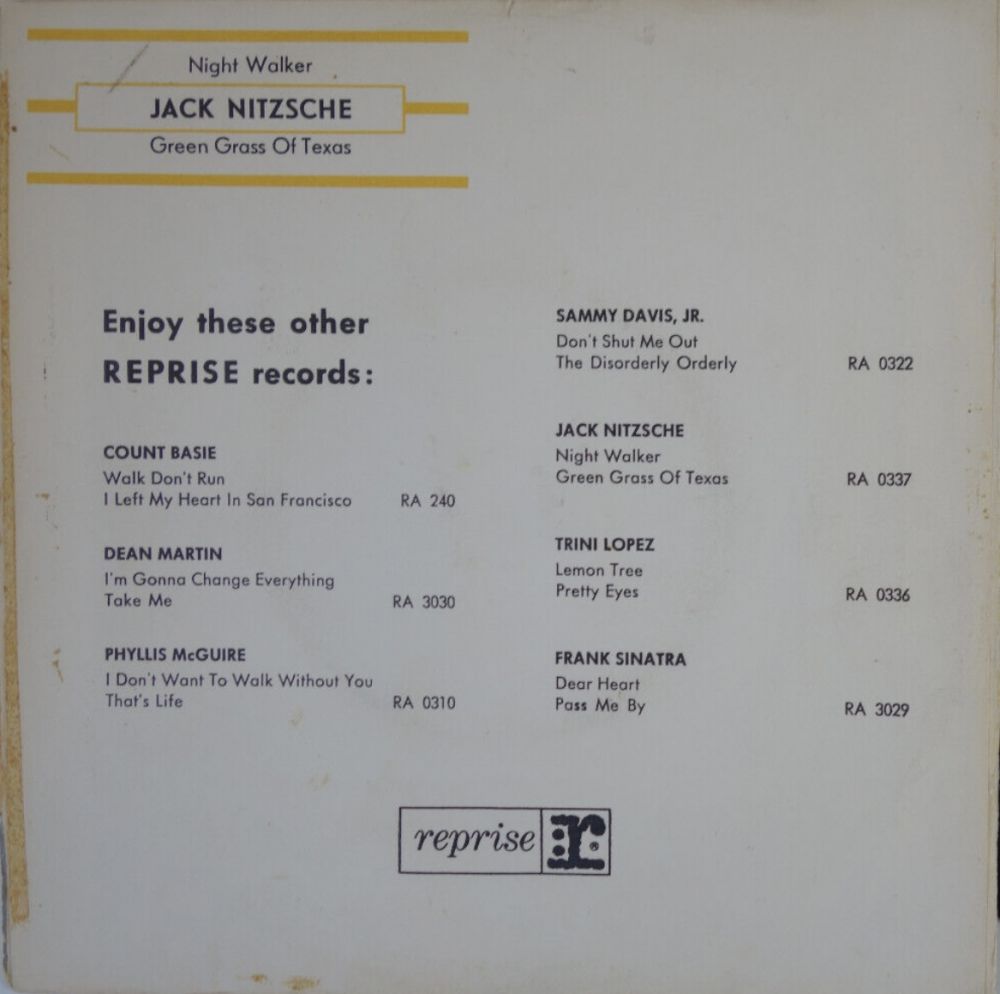 Night Walker
JACK NITZSCHE
Green Grass Of Texas
Enjoy these other
REPRISE records:
COUNT BASIE
Walk Don't Run
I Left My Heart In San Francisco RA 240
DEAN MARTIN
I'm Gonna Change Everything
Take Me RA 3030
PHYLLIS McGUIRE
I Don't Want To Walk Without You
That's Life RA 0310
SAMMY DAVIS, JR.
Don't Shut Me Out
The Disorderly Orderly RA 0322
JACK NITZSCHE
Night Walker
Green Grass Of Texas RA 0337
TRINI LOPEZ
Lemon Tree
Pretty Eyes RA 0336
FRANK SINATRA
Dear Heart
Pass Me By RA 3029
reprise r: ®